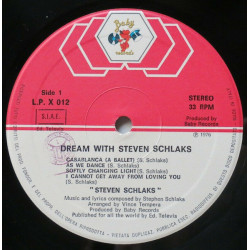 Baby
RECORDS
Side 1
L.P. X 012
S.I.A.E.
Ed. Televis
STEREO
33 RPM
Produced by
Baby Records
℗ 1976
DREAM WITH STEVEN SCHLAKS
CASABLANCA (A BALLET) (S. Schlaks)
AS WE DANCE (S. Schlaks)
SOFTLY CHANGING LIGHT (S. Schlaks)
I CANNOT GET AWAY FROM LOVING YOU
(S. Schlaks)
"STEVEN SCHLAKS"
Music and lyrics composed by Stephen Schlaks
Arranged by Vince Tempera
Produced by Baby Records
Published for all the world by Ed. Televis